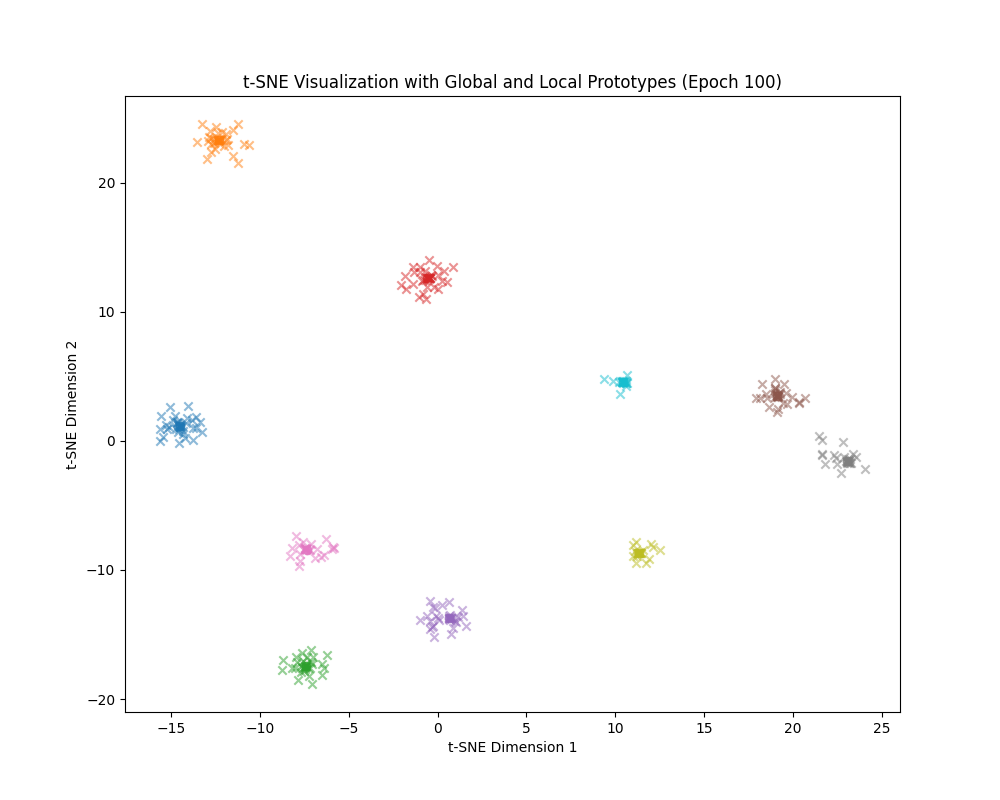 t-SNE Visualization with Global and Local Prototypes (Epoch 100)
20
10
0
−10
−20
t-SNE Dimension 2
−15 −10 −5 0 5 10 15 20 25
t-SNE Dimension 1